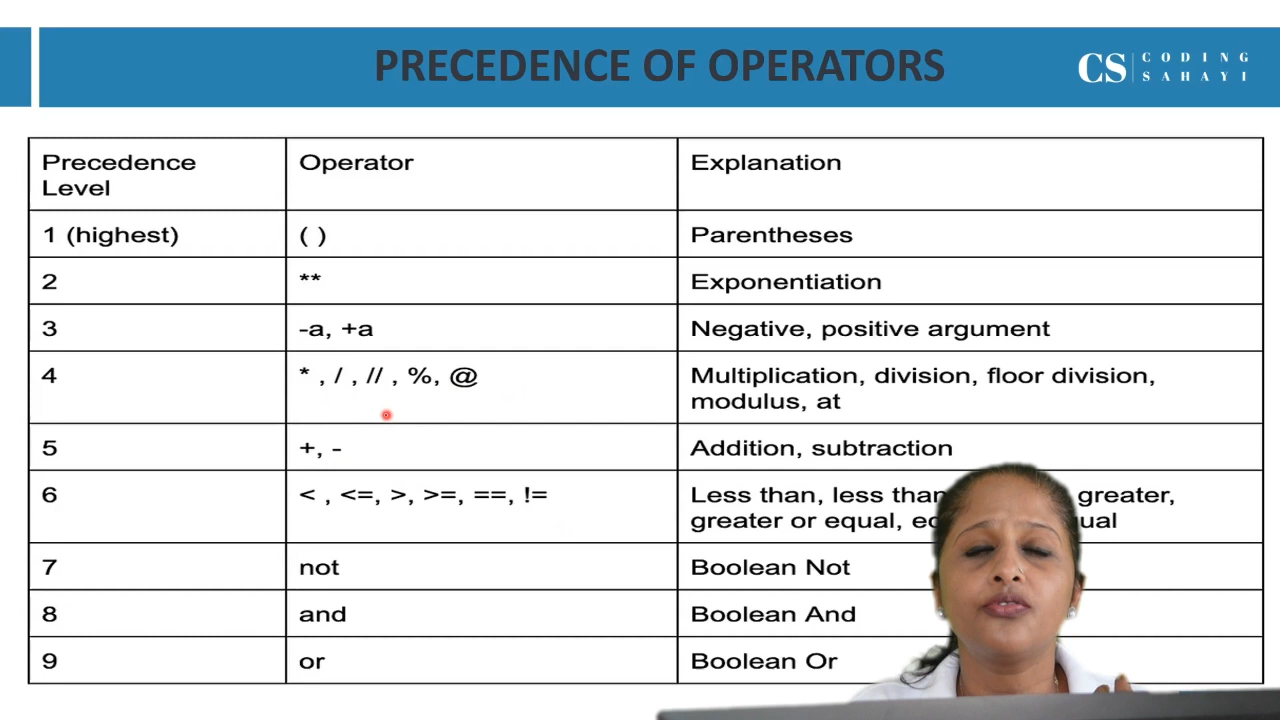 PRECEDENCE OF OPERATORS
CS CODING
SAHAYI
Precedence Level Operator Explanation
1 (highest) ( ) Parentheses
2 ** Exponentiation
3 -a, +a Negative, positive argument
4 * , / , // , %, @ Multiplication, division, floor division,
modulus, at
5 +, - Addition, subtraction
6 < , <=, >, >=, ==, != Less than, less than greater,
greater or equal,
7 not Boolean Not
8 and Boolean And
9 or Boolean Or